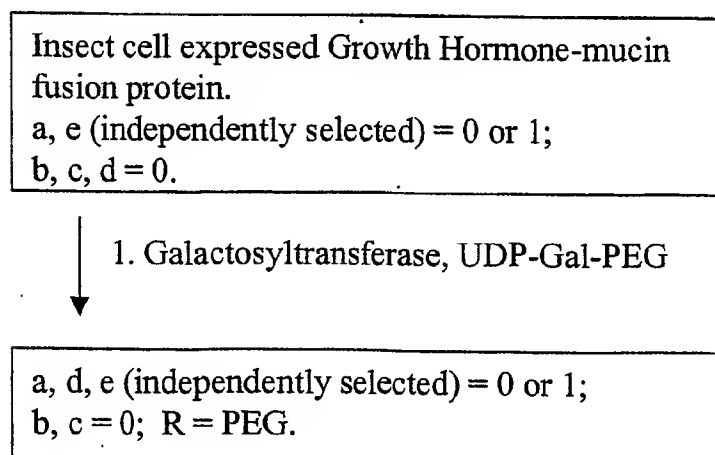 Insect cell expressed Growth Hormone-mucin
fusion protein.
a, e (independently selected) = 0 or 1;
b, c, d = 0.
1. Galactosyltransferase, UDP-Gal-PEG
a, d, e (independently selected) = 0 or 1;
b, c = 0; R = PEG.